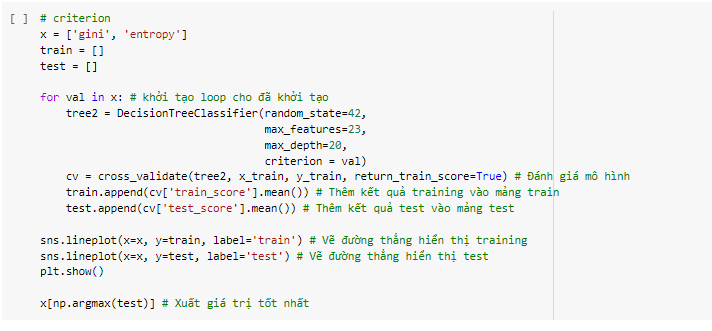 [ ] # criterion
x = ['gini', 'entropy']
train = []
test = []
for val in x: # khởi tạo loop cho đã khởi tạo
tree2 = DecisionTreeClassifier(random_state=42,
max_features=23,
max_depth=20,
criterion = val)
cv = cross_validate(tree2, x_train, y_train, return_train_score=True) # Đánh giá mô hình
train.append(cv['train_score'].mean()) # Thêm kết quả training vào mảng train
test.append(cv['test_score'].mean()) # Thêm kết quả test vào mảng test
sns.lineplot(x=x, y=train, label='train') # Vẽ đường thẳng hiển thị training
sns.lineplot(x=x, y=test, label='test') # Vẽ đường thẳng hiển thị test
plt.show()
x[np.argmax(test)] # Xuất giá trị tốt nhất